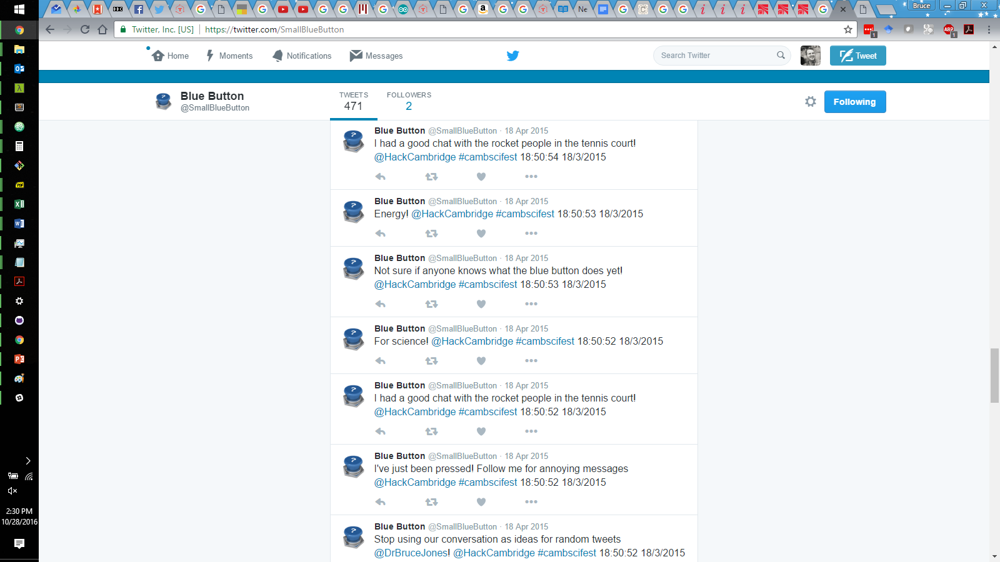 BBC
Ne
Bruce
Twitter, Inc. [US]
https://twitter.com/SmallBlueButton
1
ABP
1
Home
Moments
Notifications
Messages
Search Twitter
Tweet
Blue Button
@SmallBlueButton
TWEETS
471
FOLLOWERS
2
Following
Blue Button @SmallBlueButton · 18 Apr 2015
I had a good chat with the rocket people in the tennis court!
@HackCambridge #cambscifest 18:50:54 18/3/2015
Blue Button @SmallBlueButton · 18 Apr 2015
Energy! @HackCambridge #cambscifest 18:50:53 18/3/2015
Blue Button @SmallBlueButton · 18 Apr 2015
Not sure if anyone knows what the blue button does yet!
@HackCambridge #cambscifest 18:50:53 18/3/2015
Blue Button @SmallBlueButton · 18 Apr 2015
For science! @HackCambridge #cambscifest 18:50:52 18/3/2015
Blue Button @SmallBlueButton · 18 Apr 2015
I had a good chat with the rocket people in the tennis court!
@HackCambridge #cambscifest 18:50:52 18/3/2015
Blue Button @SmallBlueButton · 18 Apr 2015
I've just been pressed! Follow me for annoying messages
@HackCambridge #cambscifest 18:50:52 18/3/2015
Blue Button @SmallBlueButton · 18 Apr 2015
Stop using our conversation as ideas for random tweets
@DrBruceJones! @HackCambridge #cambscifest 18:50:52 18/3/2015
2:30 PM
10/28/2016